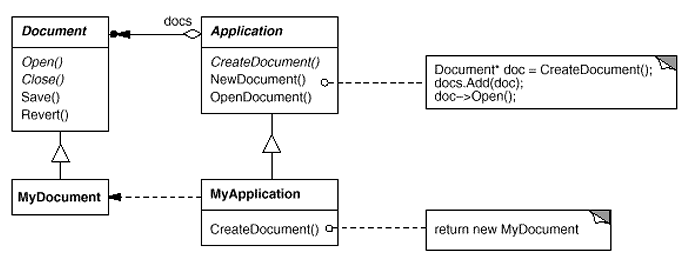 docs
Document
Application
Open()
Close()
Save()
Revert()
CreateDocument()
NewDocument()
OpenDocument()
Document* doc = CreateDocument();
docs.Add(doc);
doc->Open();
MyDocument
MyApplication
CreateDocument()
return new MyDocument